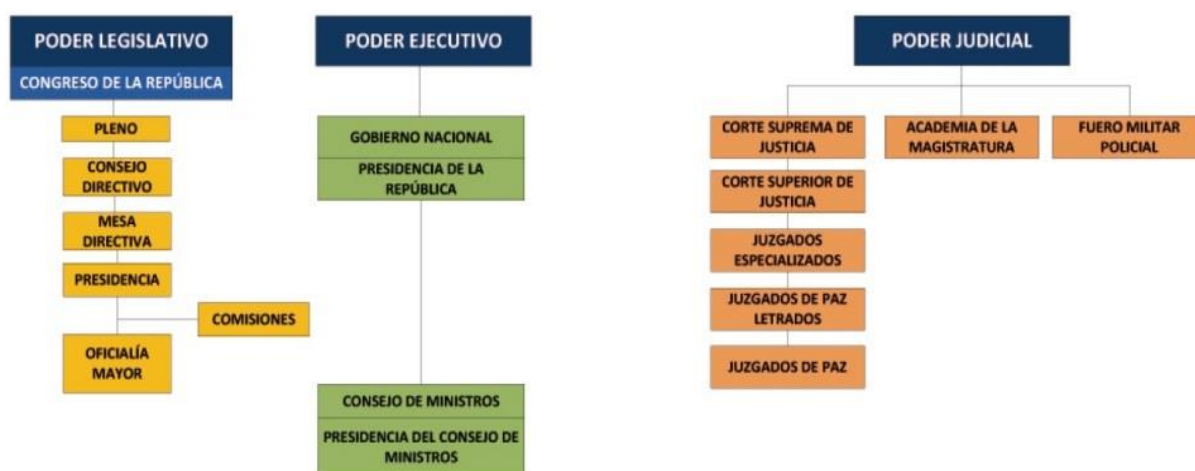 PODER LEGISLATIVO
CONGRESO DE LA REPÚBLICA
PLENO
CONSEJO
DIRECTIVO
MESA
DIRECTIVA
PRESIDENCIA
COMISIONES
OFICIALÍA
MAYOR
PODER EJECUTIVO
GOBIERNO NACIONAL
PRESIDENCIA DE LA
REPÚBLICA
CONSEJO DE MINISTROS
PRESIDENCIA DEL CONSEJO DE
MINISTROS
PODER JUDICIAL
CORTE SUPREMA DE
JUSTICIA
CORTE SUPERIOR DE
JUSTICIA
JUZGADOS
ESPECIALIZADOS
JUZGADOS DE PAZ
LETRADOS
JUZGADOS DE PAZ
ACADEMIA DE LA
MAGISTRATURA
FUERO MILITAR
POLICIAL